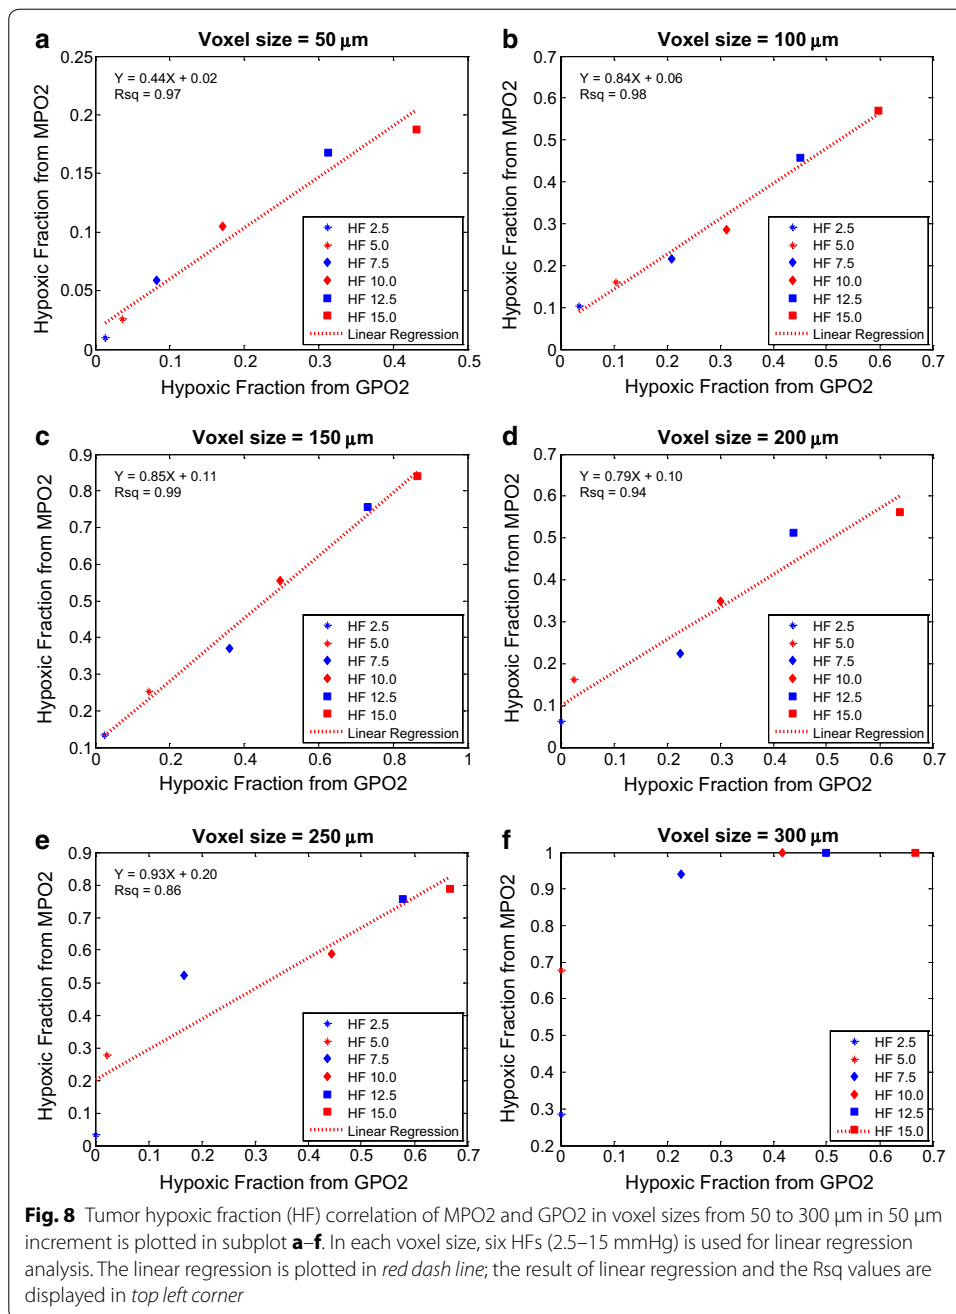 a
Voxel size = 50 μm
Y = 0.44X + 0.02
Rsq = 0.97
Hypoxic Fraction from MPO2
0.25
0.2
0.15
0.1
0.05
0
0 0.1 0.2 0.3 0.4 0.5
Hypoxic Fraction from GPO2
HF 2.5
HF 5.0
HF 7.5
HF 10.0
HF 12.5
HF 15.0
Linear Regression
b
Voxel size = 100 μm
Y = 0.84X + 0.06
Rsq = 0.98
Hypoxic Fraction from MPO2
0.7
0.6
0.5
0.4
0.3
0.2
0.1
0
0 0.1 0.2 0.3 0.4 0.5 0.6 0.7
Hypoxic Fraction from GPO2
HF 2.5
HF 5.0
HF 7.5
HF 10.0
HF 12.5
HF 15.0
Linear Regression
c
Voxel size = 150 μm
Y = 0.85X + 0.11
Rsq = 0.99
Hypoxic Fraction from MPO2
0.9
0.8
0.7
0.6
0.5
0.4
0.3
0.2
0.1
0 0.2 0.4 0.6 0.8 1
Hypoxic Fraction from GPO2
HF 2.5
HF 5.0
HF 7.5
HF 10.0
HF 12.5
HF 15.0
Linear Regression
d
Voxel size = 200 μm
Y = 0.79X + 0.10
Rsq = 0.94
Hypoxic Fraction from MPO2
0.7
0.6
0.5
0.4
0.3
0.2
0.1
0
0 0.1 0.2 0.3 0.4 0.5 0.6 0.7
Hypoxic Fraction from GPO2
HF 2.5
HF 5.0
HF 7.5
HF 10.0
HF 12.5
HF 15.0
Linear Regression
e
Voxel size = 250 μm
Y = 0.93X + 0.20
Rsq = 0.86
Hypoxic Fraction from MPO2
0.9
0.8
0.7
0.6
0.5
0.4
0.3
0.2
0.1
0
0 0.1 0.2 0.3 0.4 0.5 0.6 0.7
Hypoxic Fraction from GPO2
HF 2.5
HF 5.0
HF 7.5
HF 10.0
HF 12.5
HF 15.0
Linear Regression
f
Voxel size = 300 μm
Hypoxic Fraction from MPO2
1
0.9
0.8
0.7
0.6
0.5
0.4
0.3
0.2
0 0.1 0.2 0.3 0.4 0.5 0.6 0.7
Hypoxic Fraction from GPO2
HF 2.5
HF 5.0
HF 7.5
HF 10.0
HF 12.5
HF 15.0
Fig. 8 Tumor hypoxic fraction (HF) correlation of MPO2 and GPO2 in voxel sizes from 50 to 300 μm in 50 μm
increment is plotted in subplot a–f. In each voxel size, six HFs (2.5–15 mmHg) is used for linear regression
analysis. The linear regression is plotted in red dash line; the result of linear regression and the Rsq values are
displayed in top left corner